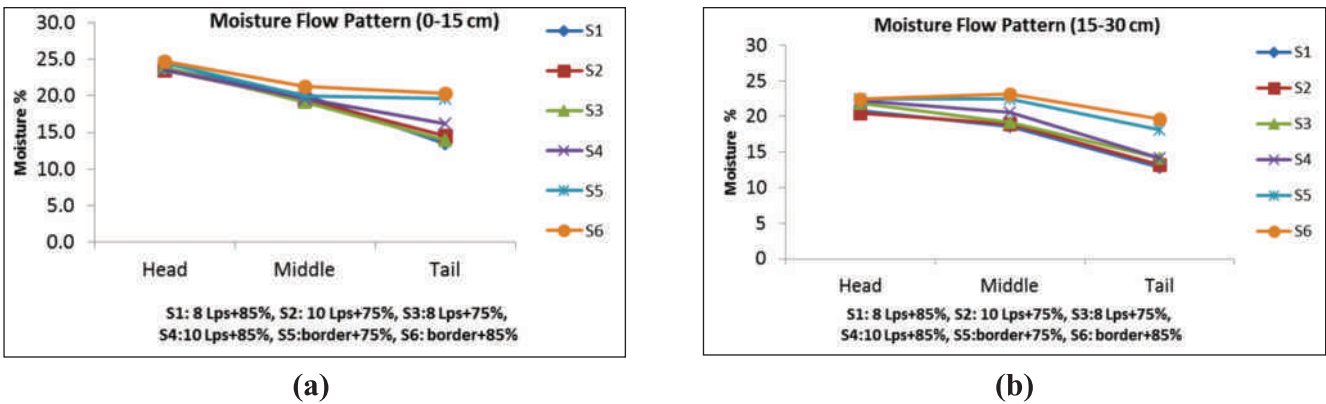 Moisture Flow Pattern (0-15 cm)
30.0
25.0
20.0
15.0
10.0
5.0
0.0
Moisture %
Head Middle Tail
S1
S2
S3
S4
S5
S6
S1: 8 Lps+85%, S2: 10 Lps+75%, S3:8 Lps+75%,
S4:10 Lps+85%, S5:border+75%, S6: border+85%
(a)
Moisture Flow Pattern (15-30 cm)
30
25
20
15
10
5
0
Moisture %
Head Middle Tail
S1
S2
S3
S4
S5
S6
S1: 8 Lps+85%, S2: 10 Lps+75%, S3:8 Lps+75%,
S4:10 Lps+85%, S5:border+75%, S6: border+85%
(b)